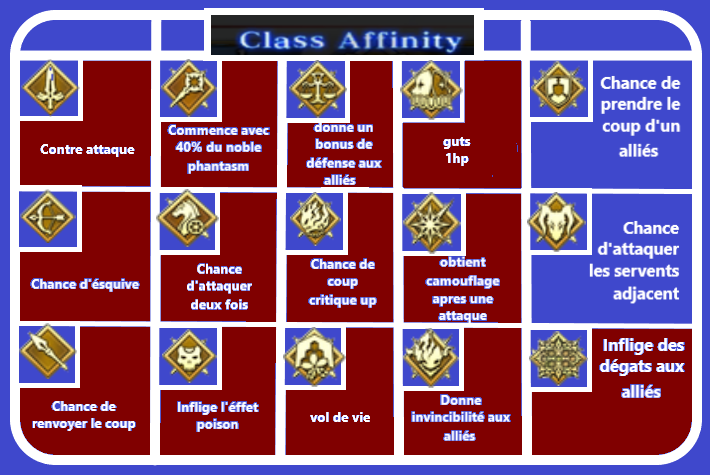 Class Affinity
Contre attaque
Commence avec
40% du noble
phantasm
donne un
bonus de
défense aux
alliés
guts
1hp
Chance de
prendre le
coup d'un
alliés
Chance d'ésquive
Chance
d'attaquer
deux fois
Chance de
coup
critique up
obtient
camouflage
apres une
attaque
Chance
d'attaquer
les servents
adjacent
Chance de
renvoyer le coup
Inflige l'éffet
poison
vol de vie
Donne
invincibilité aux
alliés
Inflige des
dégats aux
alliés